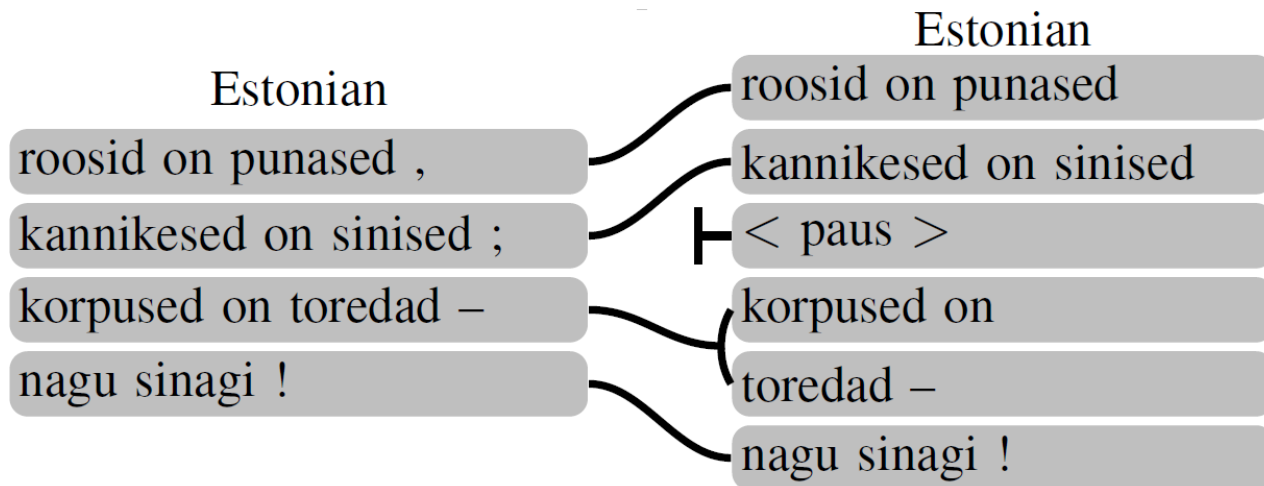 Estonian
roosid on punased ,
kannikesed on sinised ;
korpused on toredad –
nagu sinagi !
Estonian
roosid on punased
kannikesed on sinised
< paus >
korpused on
toredad –
nagu sinagi !